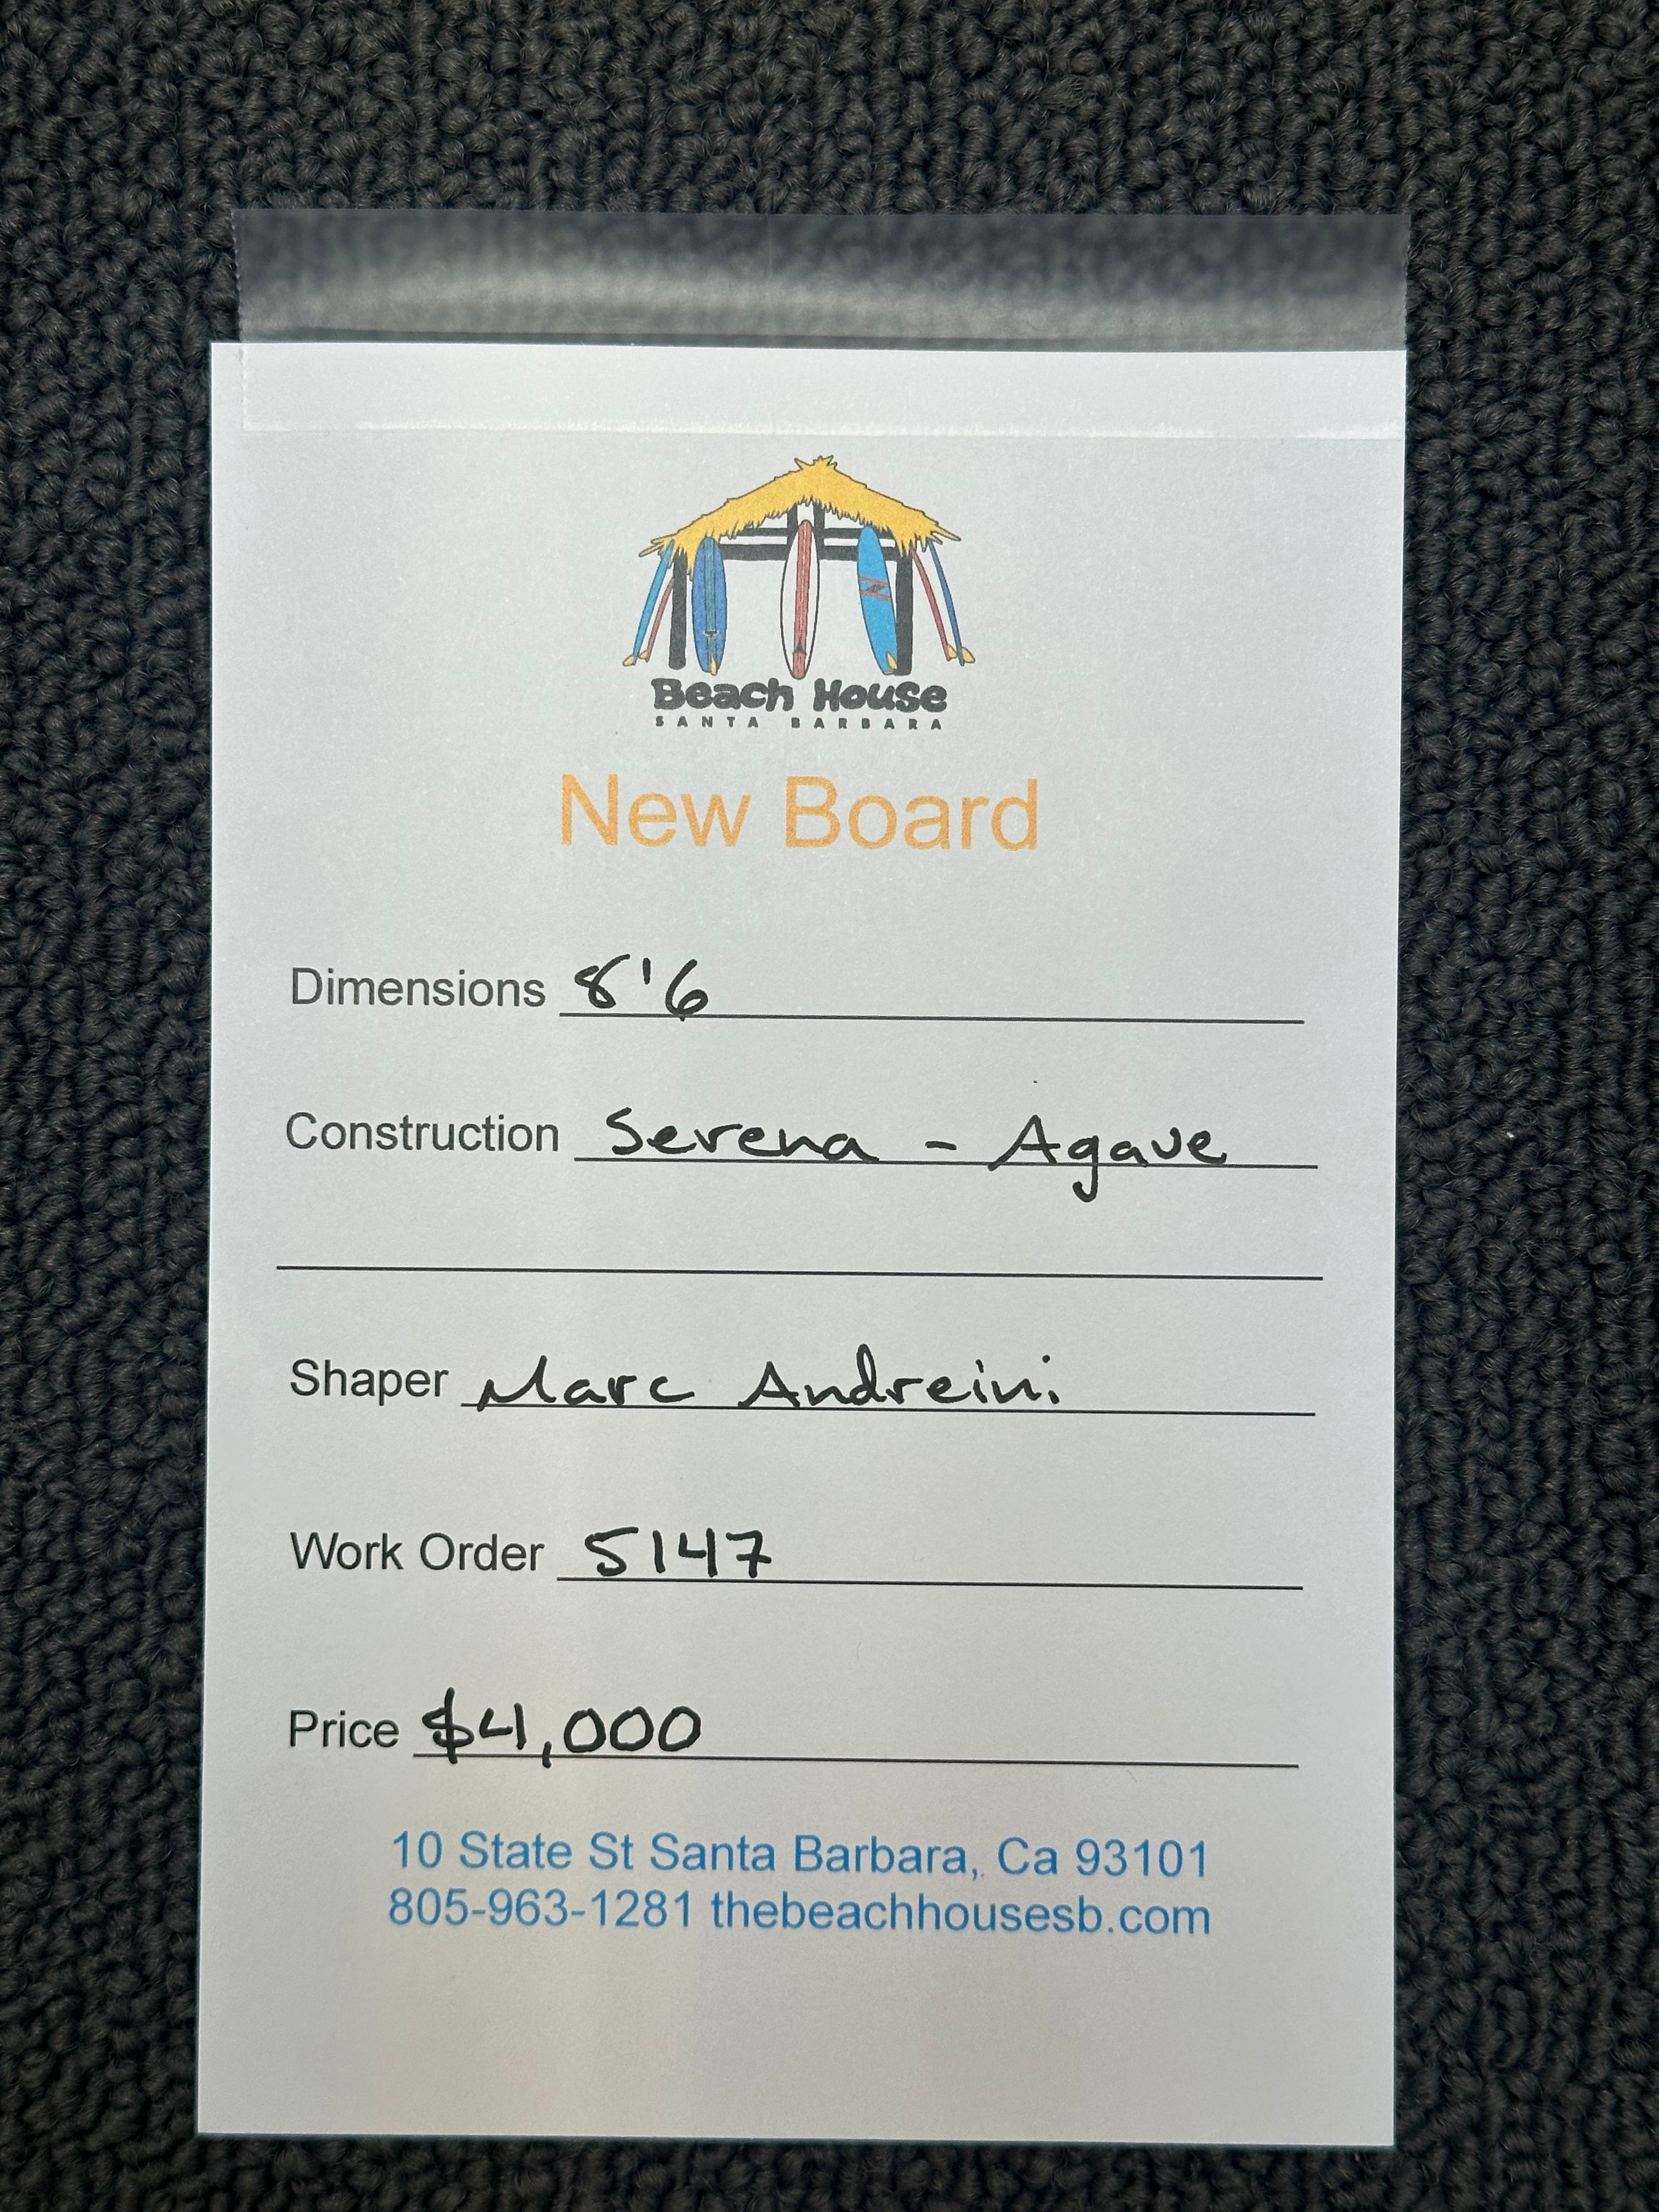 Beach House
SANTA BARBARA
New Board
Dimensions 8'6
Construction Serena - Agave
Shaper Marc Andreini
Work Order 5147
Price $4,000
10 State St Santa Barbara, Ca 93101
805-963-1281 thebeachhousesb.com